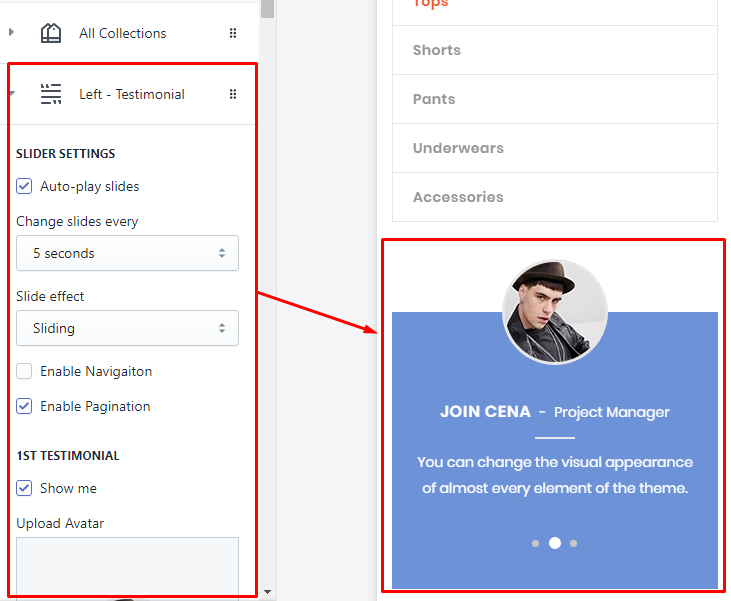 All Collections
Left - Testimonial
SLIDER SETTINGS
Auto-play slides
Change slides every
5 seconds
Slide effect
Sliding
Enable Navigaiton
Enable Pagination
1ST TESTIMONIAL
Show me
Upload Avatar
Tops
Shorts
Pants
Underwears
Accessories
JOIN CENA - Project Manager
You can change the visual appearance
of almost every element of the theme.